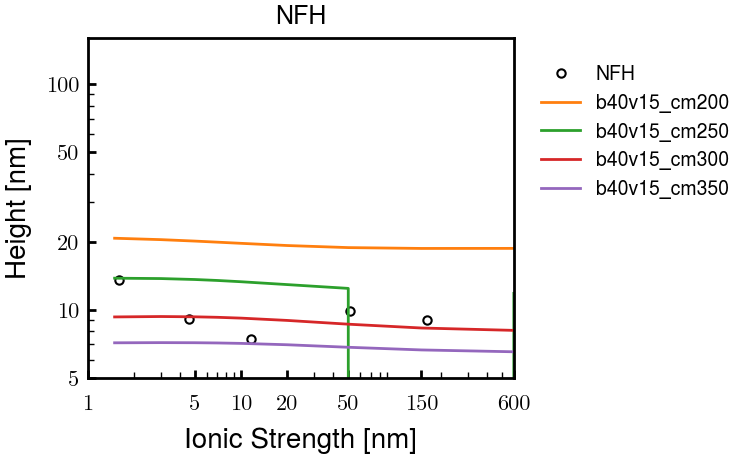 NFH
100
50
20
10
5
1 5 10 20 50 150 600
Height [nm]
Ionic Strength [nm]
NFH
b40v15_cm200
b40v15_cm250
b40v15_cm300
b40v15_cm350